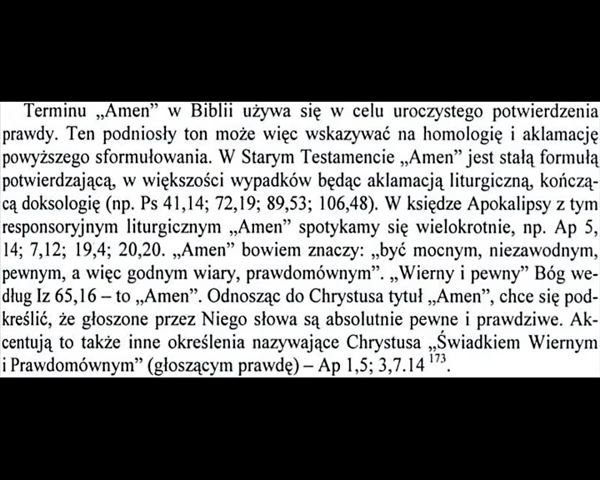 Terminu „Amen” w Biblii używa się w celu uroczystego potwierdzenia
prawdy. Ten podniosły ton może więc wskazywać na homologię i aklamację
powyższego sformułowania. W Starym Testamencie „Amen” jest stałą formułą
potwierdzającą, w większości wypadków będąc aklamacją liturgiczną, kończą-
cą doksologię (np. Ps 41,14; 72,19; 89,53; 106,48). W księdze Apokalipsy z tym
responsoryjnym liturgicznym „Amen” spotykamy się wielokrotnie, np. Ap 5,
14; 7,12; 19,4; 20,20. „Amen” bowiem znaczy: „być mocnym, niezawodnym,
pewnym, a więc godnym wiary, prawdomównym”. „Wierny i pewny” Bóg we-
dług Iz 65,16 – to „Amen”. Odnosząc do Chrystusa tytuł „Amen”, chce się pod-
kreślić, że głoszone przez Niego słowa są absolutnie pewne i prawdziwe. Ak-
centują to także inne określenia nazywające Chrystusa „Świadkiem Wiernym
i Prawdomównym” (głoszącym prawdę) – Ap 1,5; 3,7.14 173.